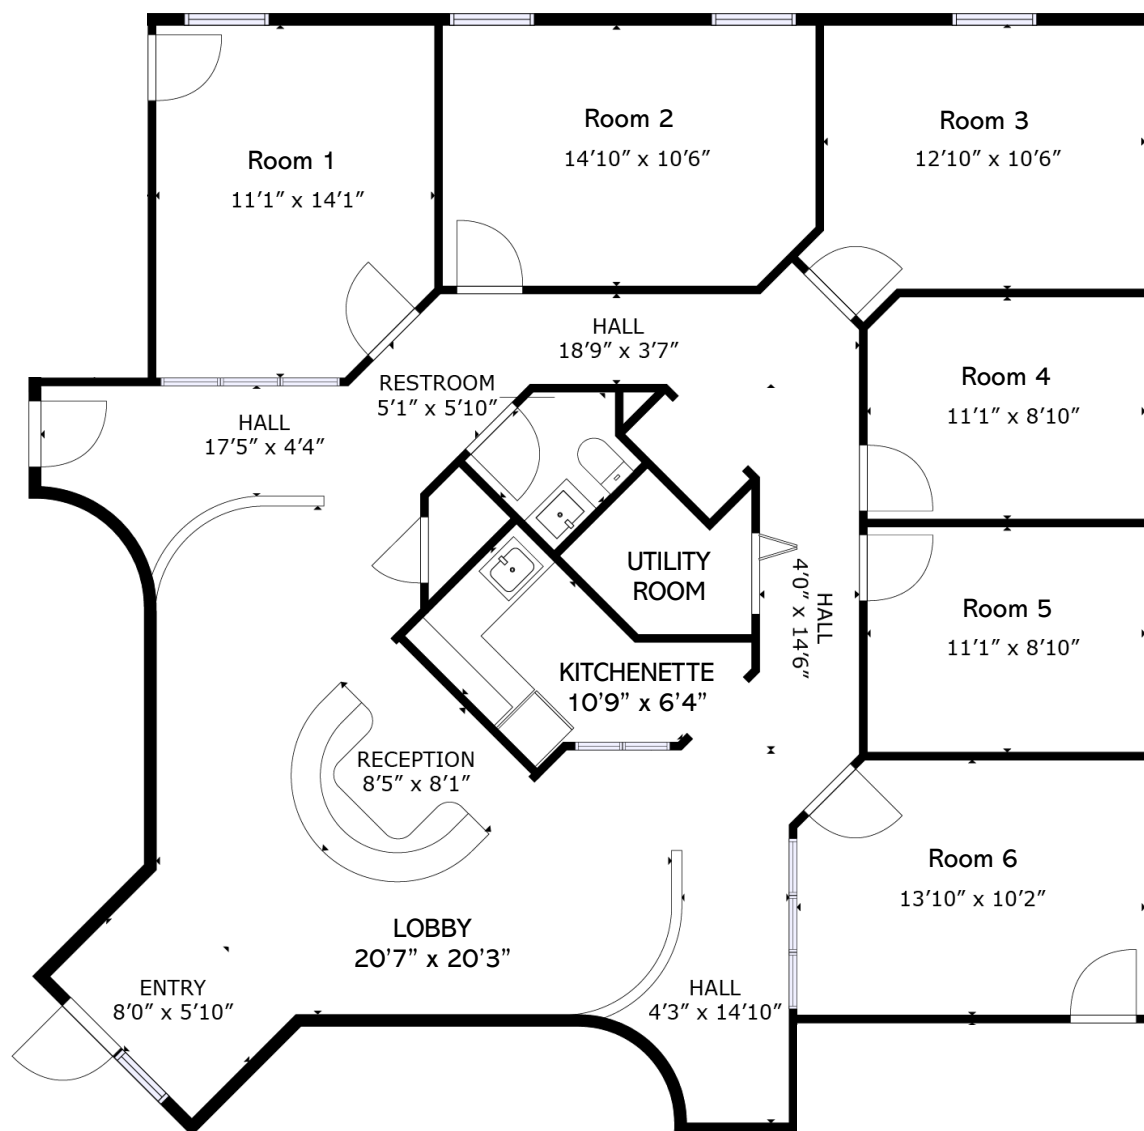 Room 1
11’1” x 14’1”
Room 2
14’10” x 10’6”
Room 3
12’10” x 10’6”
HALL
18’9” x 3’7”
RESTROOM
5’1” x 5’10”
Room 4
11’1” x 8’10”
HALL
17’5” x 4’4”
UTILITY
ROOM
HALL
4’0” x 14’6”
Room 5
11’1” x 8’10”
KITCHENETTE
10’9” x 6’4”
RECEPTION
8’5” x 8’1”
Room 6
13’10” x 10’2”
LOBBY
20’7” x 20’3”
ENTRY
8’0” x 5’10”
HALL
4’3” x 14’10”